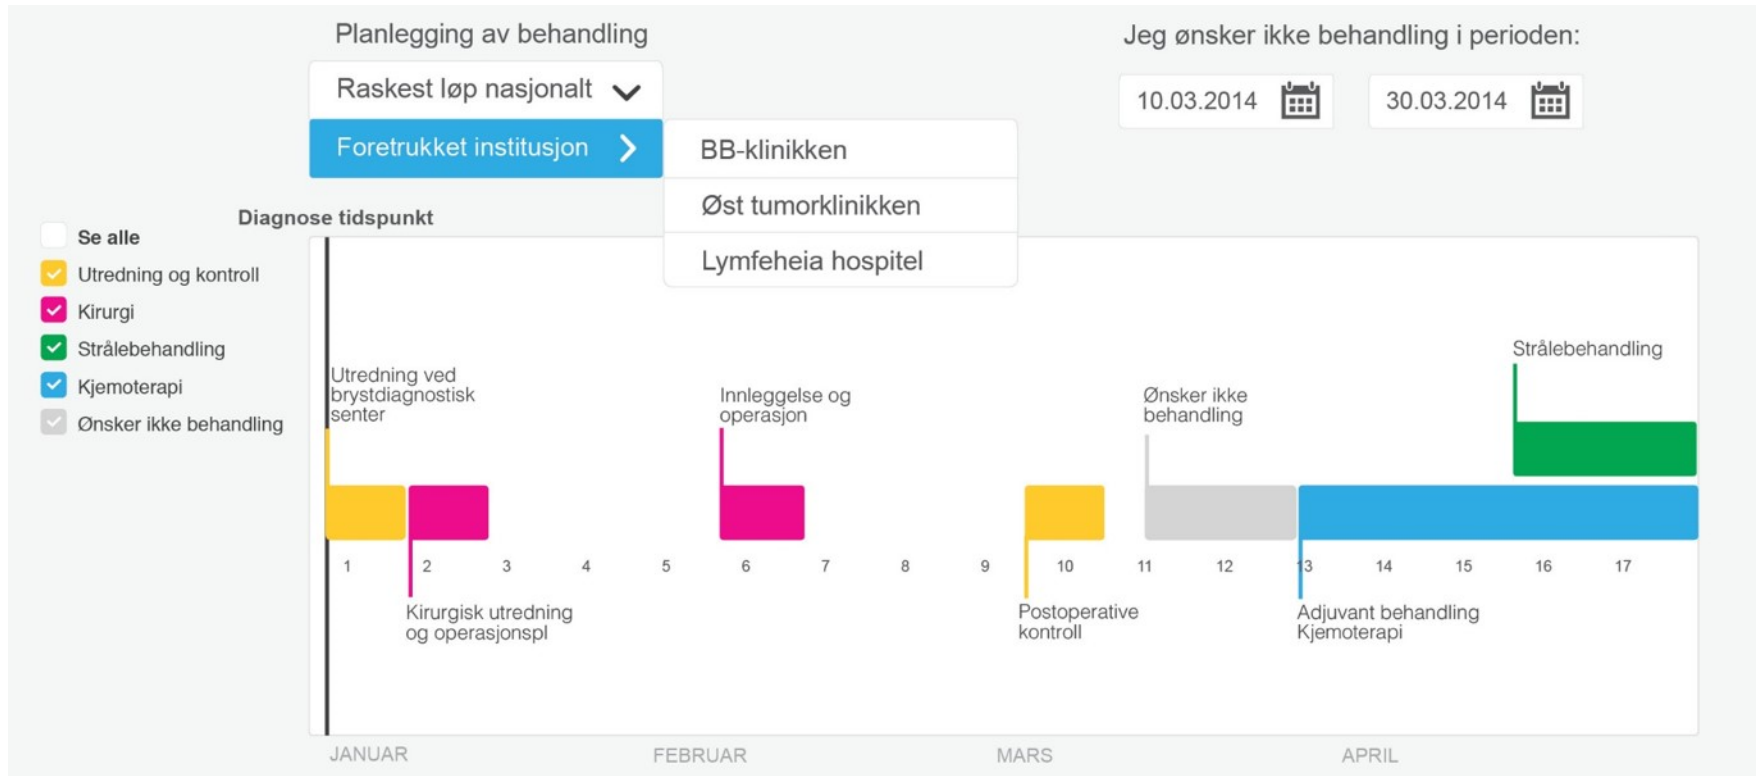 Planlegging av behandling
Jeg ønsker ikke behandling i perioden:
Raskest løp nasjonalt
10.03.2014
30.03.2014
Foretrukket institusjon
BB-klinikken
Øst tumorklinikken
Lymfeheia hospitel
Diagnose tidspunkt
Se alle
Utredning og kontroll
Kirurgi
Strålebehandling
Kjemoterapi
Ønsker ikke behandling
Utredning ved
brystdiagnostisk
senter
Innleggelse og
operasjon
Ønsker ikke
behandling
Strålebehandling
1 2 3 4 5 6 7 8 9 10 11 12 13 14 15 16 17
Kirurgisk utredning
og operasjonspl
Postoperative
kontroll
Adjuvant behandling
Kjemoterapi
JANUAR FEBRUAR MARS APRIL